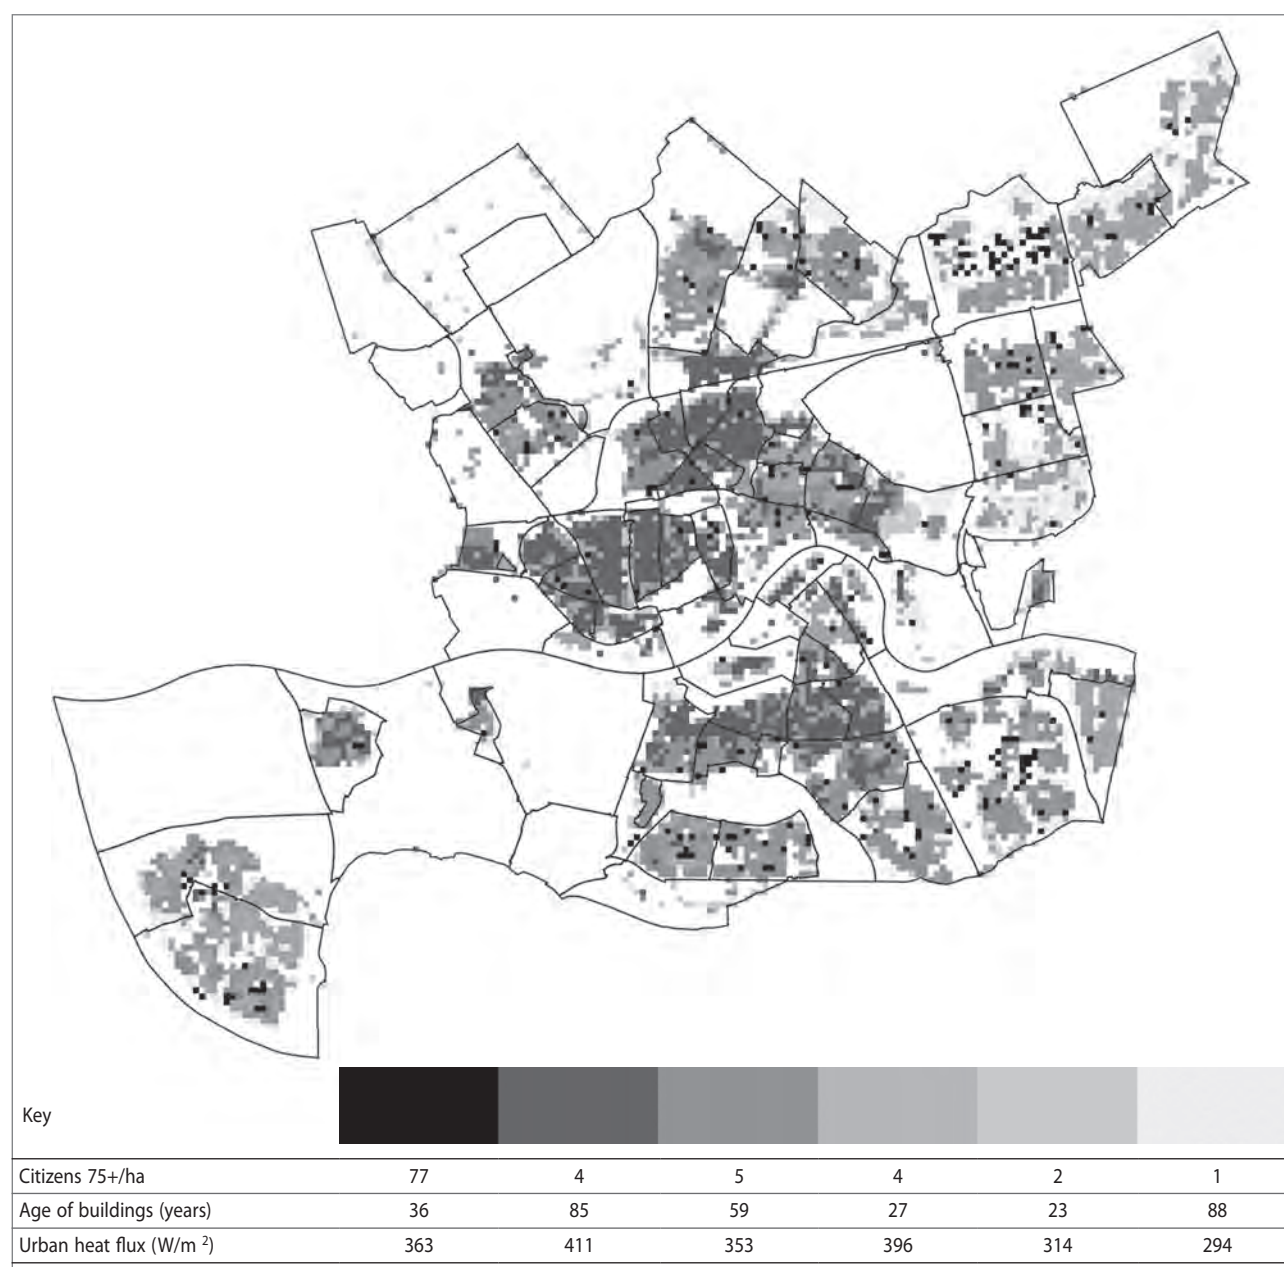 Key
Citizens 75+/ha 77 4 5 4 2 1
Age of buildings (years) 36 85 59 27 23 88
Urban heat flux (W/m ²) 363 411 353 396 314 294